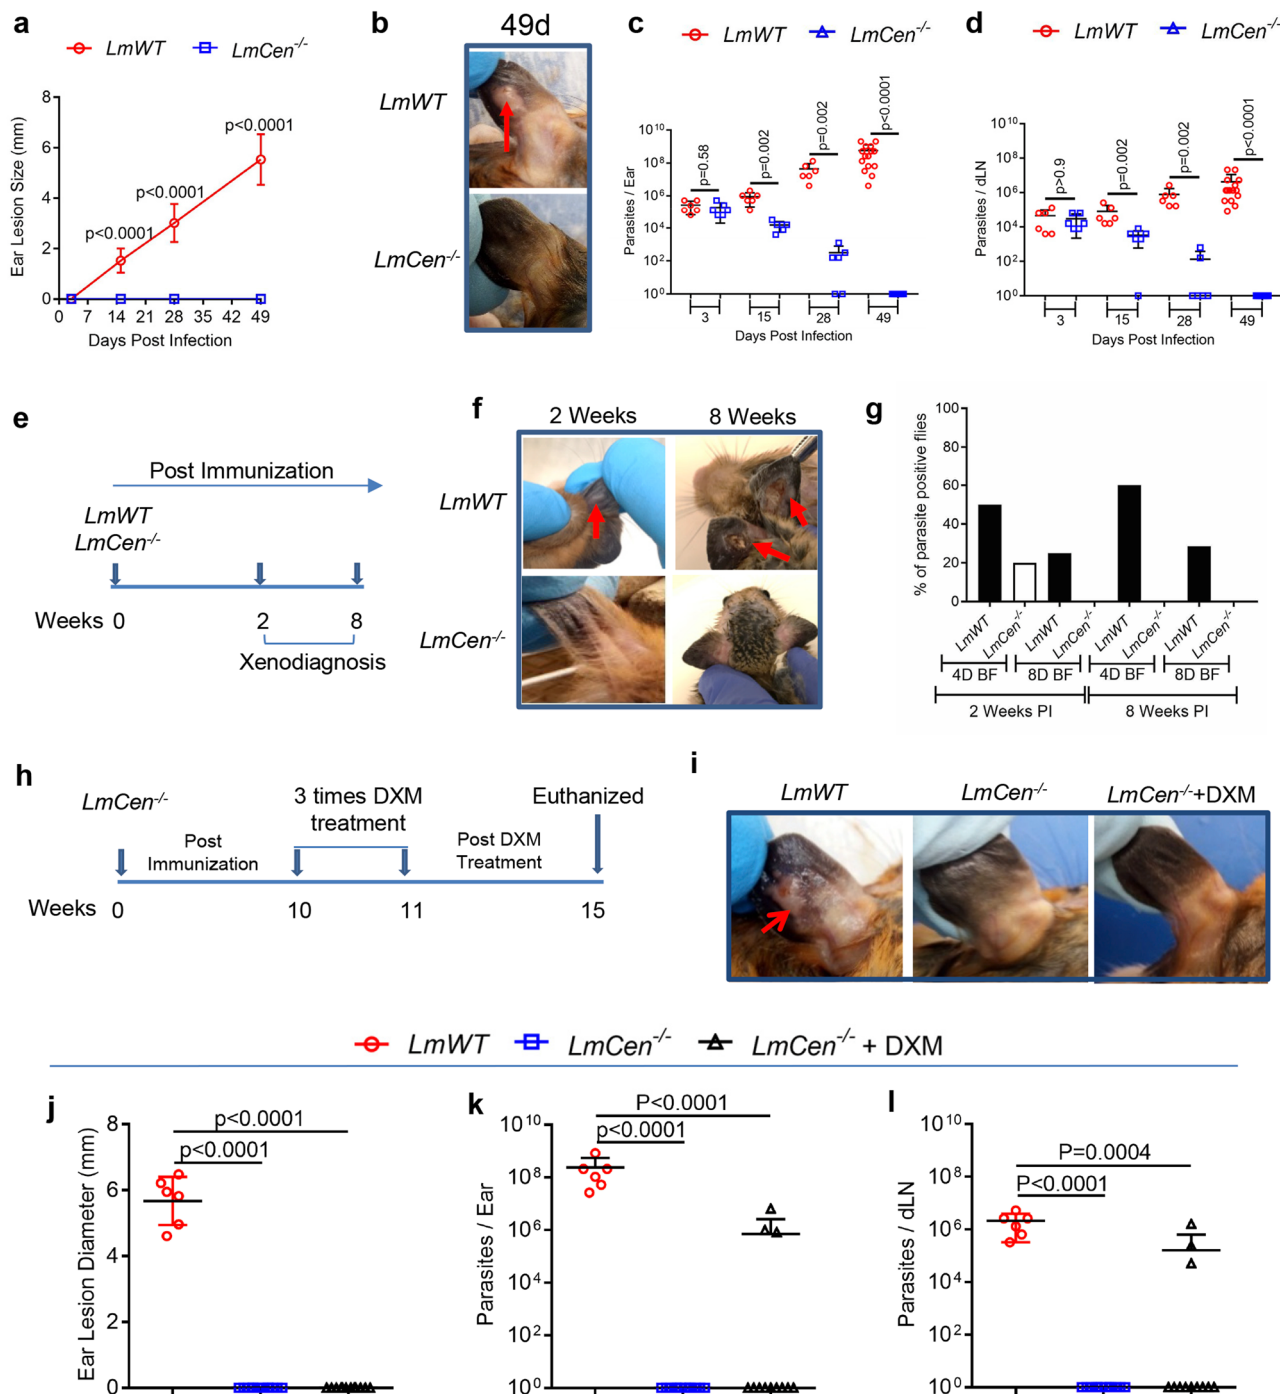 a
LmWT LmCen-/-
Ear Lesion Size (mm)
8
6
4
2
0
p<0.0001
p<0.0001
p<0.0001
0 7 14 21 28 35 42 49
Days Post Infection
b
49d
LmWT
LmCen-/-
c
LmWT LmCen-/-
Parasites / Ear
10^10
10^8
10^6
10^4
10^2
10^0
p=0.58
p=0.002
p=0.002
p<0.0001
3 15 28 49
Days Post Infection
d
LmWT LmCen-/-
Parasites / dLN
10^10
10^8
10^6
10^4
10^2
10^0
p>0.9
p=0.002
p=0.002
p<0.0001
3 15 28 49
Days Post Infection
e
Post Immunization
LmWT
LmCen-/-
Weeks 0 2 8
Xenodiagnosis
f
2 Weeks 8 Weeks
LmWT
LmCen-/-
g
% of parasite positive flies
100
80
60
40
20
0
LmWT LmCen-/- LmWT LmCen-/- LmWT LmCen-/- LmWT LmCen-/-
4D BF 8D BF 4D BF 8D BF
2 Weeks PI 8 Weeks PI
h
LmCen-/-
3 times DXM
treatment
Euthanized
Post
Immunization
Post DXM
Treatment
Weeks 0 10 11 15
i
LmWT LmCen-/- LmCen-/-+DXM
LmWT LmCen-/- LmCen-/- + DXM
j
Ear Lesion Diameter (mm)
8
6
4
2
0
p<0.0001
p<0.0001
k
Parasites / Ear
10^10
10^8
10^6
10^4
10^2
10^0
P<0.0001
p<0.0001
l
Parasites / dLN
10^10
10^8
10^6
10^4
10^2
10^0
P=0.0004
P<0.0001